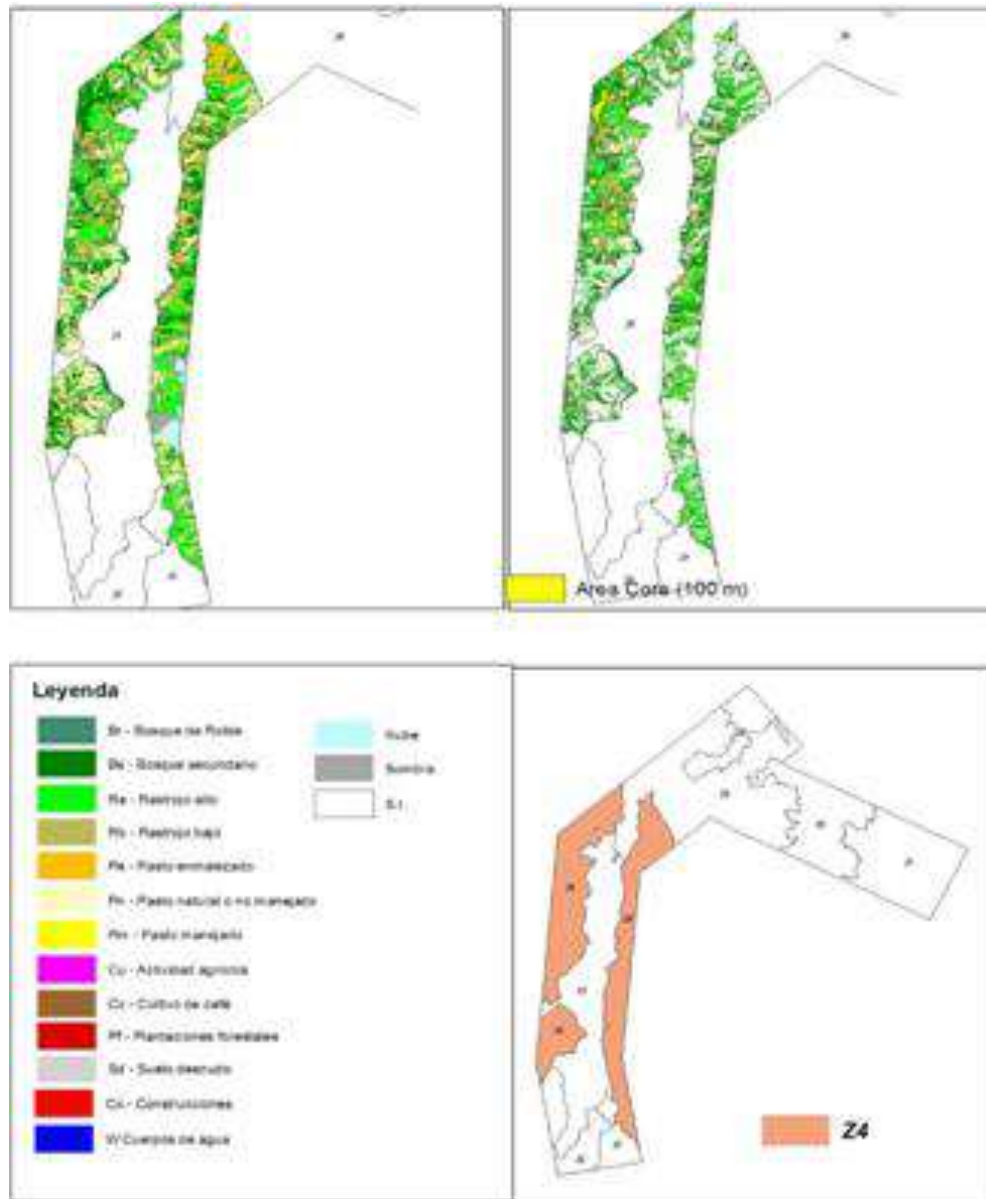 Area Core (100 m)
Leyenda
Br - Bosque de Roble
Bs - Bosque secundario
Ra - Rastrojo alto
Rb - Rastrojo bajo
Pe - Pasto enmalezado
Pn - Pasto natural o no manejado
Pm - Pasto manejado
Cu - Actividad agrícola
Cc - Cultivo de café
Pf - Plantaciones forestales
Sd - Suelo desnudo
Co - Construcciones
W Cuerpos de agua
Nube
Sombra
S.I.
Z4